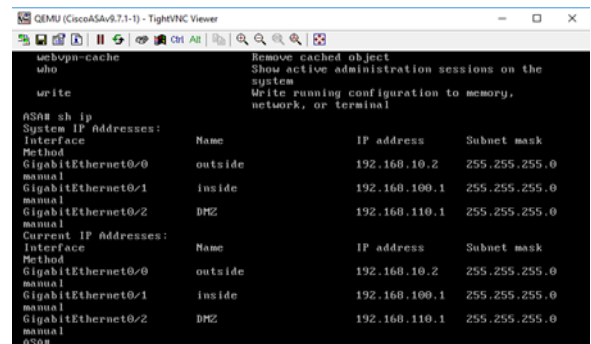 QEMU (CiscoASAv9.7.1-1) - TightVNC Viewer
Ctrl Alt
webvpn-cache Remove cached object
who Show active administration sessions on the
system
write Write running configuration to memory,
network, or terminal
ASA# sh ip
System IP Addresses:
Interface Name IP address Subnet mask
Method
GigabitEthernet0/0 outside 192.168.10.2 255.255.255.0
manual
GigabitEthernet0/1 inside 192.168.100.1 255.255.255.0
manual
GigabitEthernet0/2 DMZ 192.168.110.1 255.255.255.0
manual
Current IP Addresses:
Interface Name IP address Subnet mask
Method
GigabitEthernet0/0 outside 192.168.10.2 255.255.255.0
manual
GigabitEthernet0/1 inside 192.168.100.1 255.255.255.0
manual
GigabitEthernet0/2 DMZ 192.168.110.1 255.255.255.0
manual
ASA#